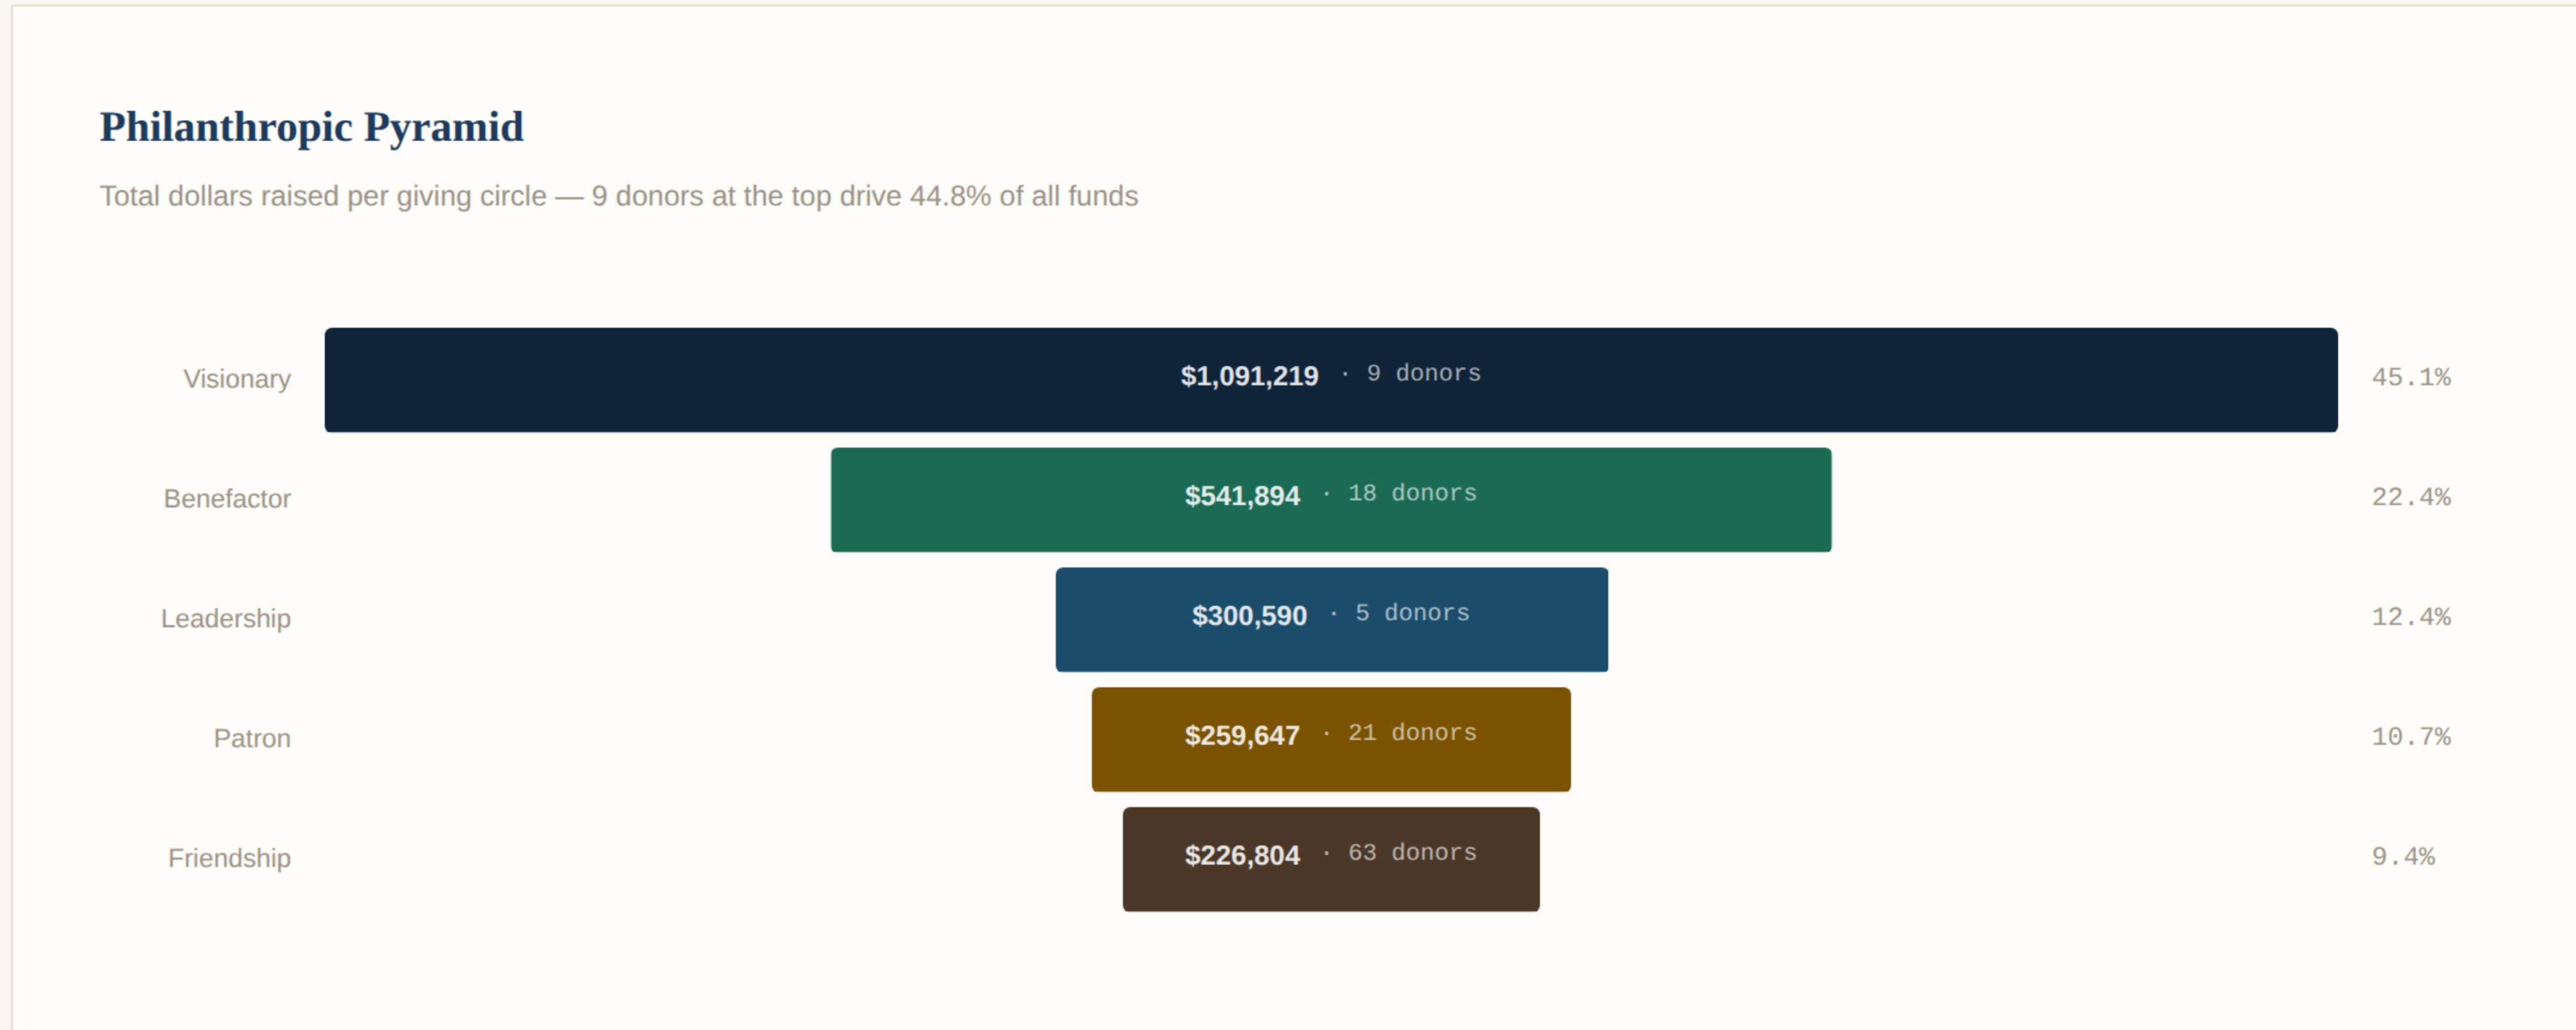 Philanthropic Pyramid
Total dollars raised per giving circle — 9 donors at the top drive 44.8% of all funds
Visionary $1,091,219 · 9 donors 45.1%
Benefactor $541,894 · 18 donors 22.4%
Leadership $300,590 · 5 donors 12.4%
Patron $259,647 · 21 donors 10.7%
Friendship $226,804 · 63 donors 9.4%